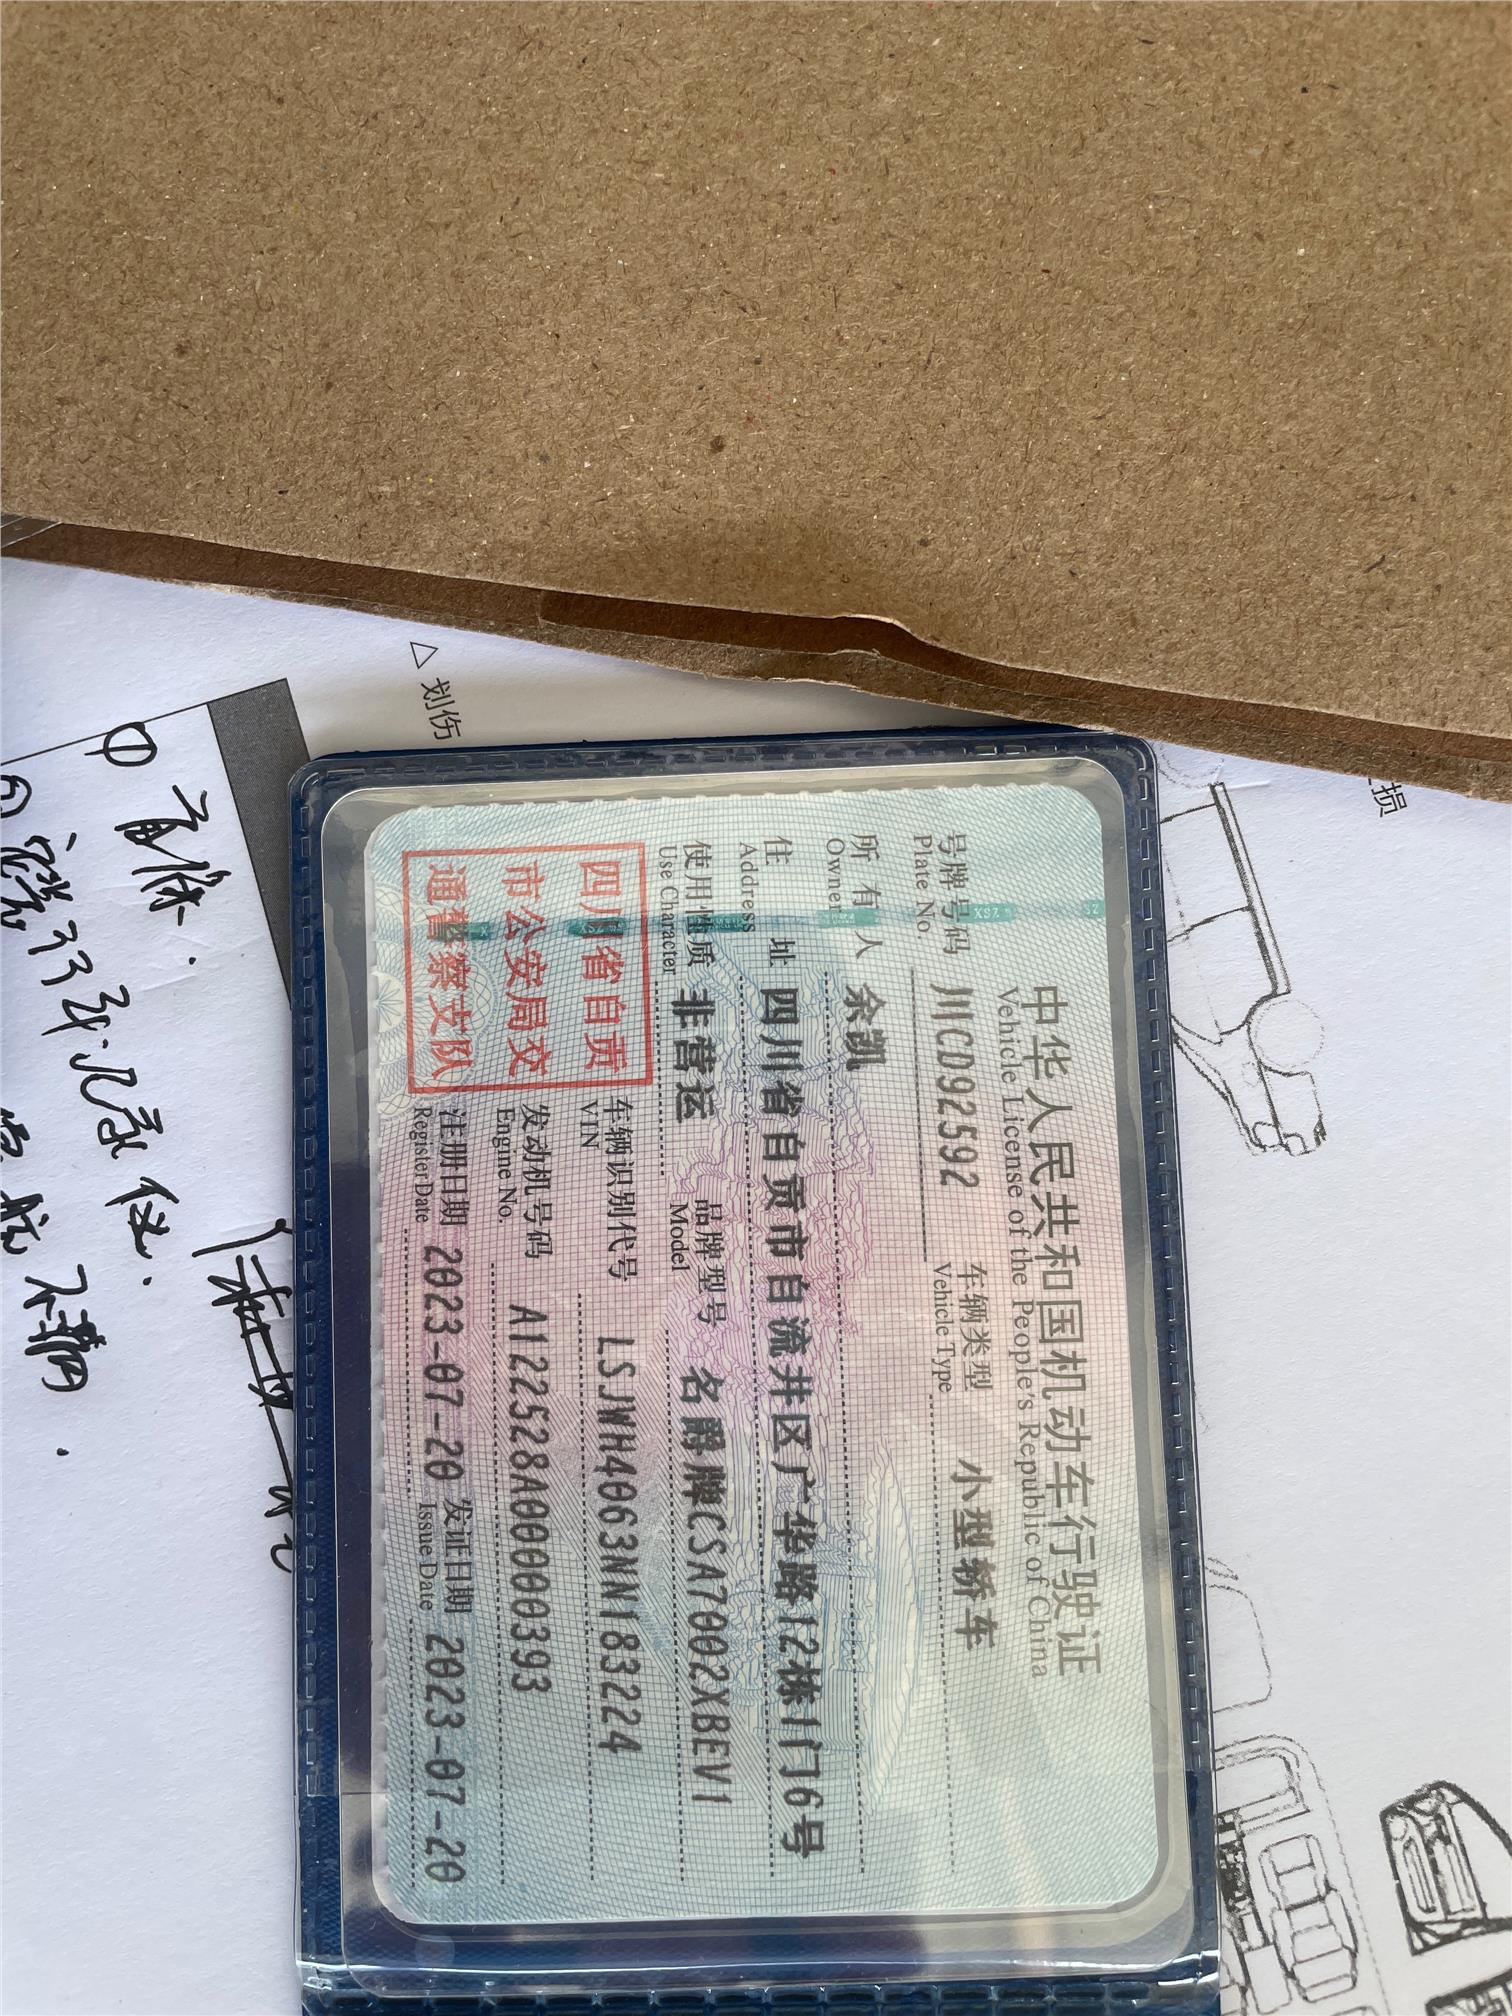 中华人民共和国机动车行驶证
Vehicle License of the People's Republic of China
号牌号码 川CD92592 车辆类型 小型轿车
Plate No Vehicle Type
所有人 余凯
Owner
住址 四川省自贡市自流井区广华路12栋1门6号
Address
使用性质 非营运 品牌型号 名爵牌CSA7002XBEV1
Use Character Model
四川省自贡
市公安局交
通警察支队
车辆识别代号 LSJWH4063NN183224
VIN
发动机号码 A122528A0000393
Engine No.
注册日期 2023-07-20 发证日期 2023-07-20
Register Date Issue Date
△ 划伤
损